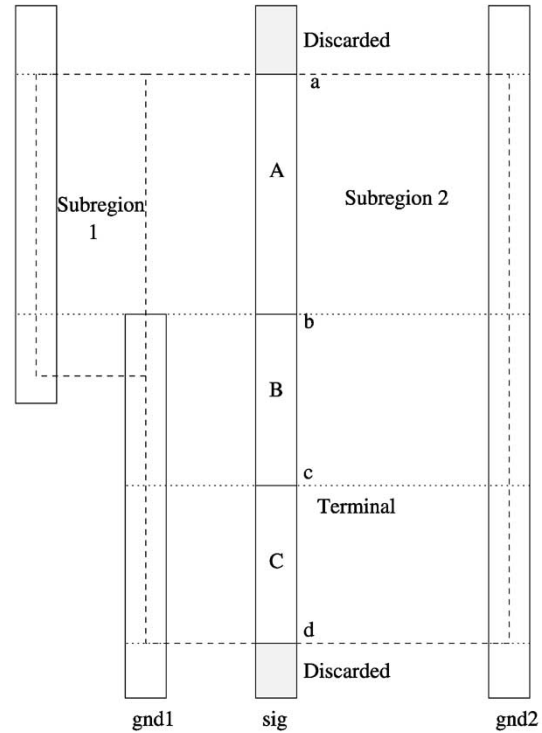 Discarded
a
A
Subregion
1
Subregion 2
b
B
c
Terminal
C
d
Discarded
gnd1
sig
gnd2